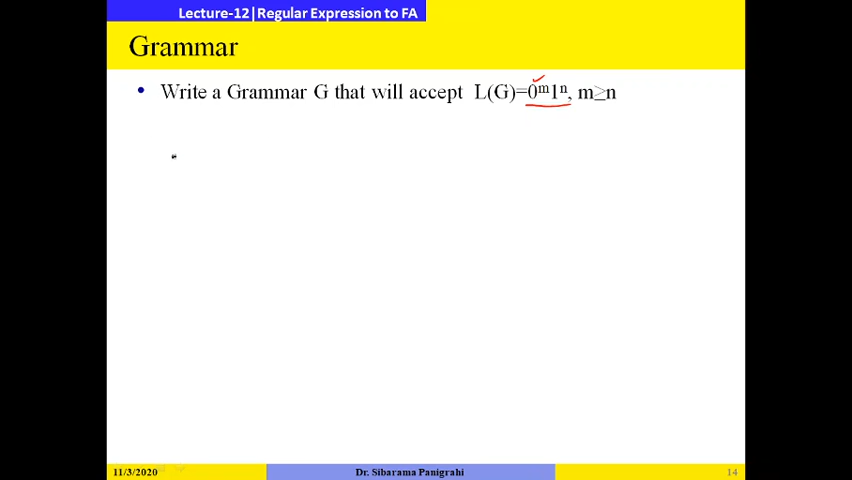 Lecture-12|Regular Expression to FA
Grammar
• Write a Grammar G that will accept L(G)=0ᵐ1ⁿ, m≥n
11/3/2020
Dr. Sibarama Panigrahi
14